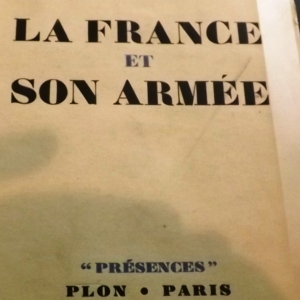 LA FRANCE
ET
SON ARMÉE
“PRÉSENCES”
PLON • PARIS